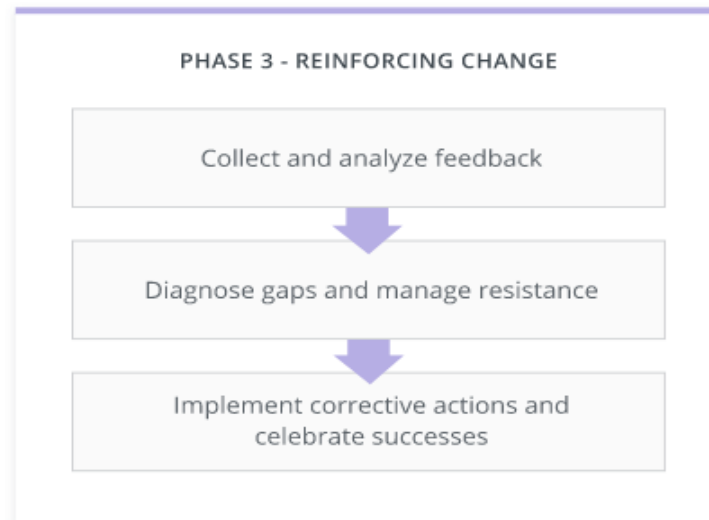 PHASE 3 - REINFORCING CHANGE
Collect and analyze feedback
Diagnose gaps and manage resistance
Implement corrective actions and
celebrate successes